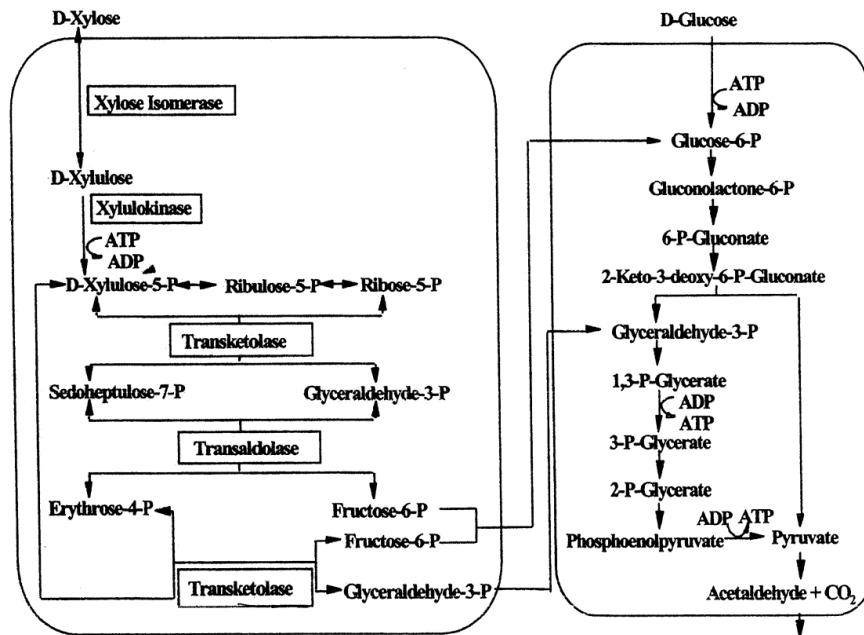 D-Xylose
Xylose Isomerase
D-Xylulose
Xylulokinase
ATP
ADP
D-Xylulose-5-P
Ribulose-5-P
Ribose-5-P
Transketolase
Sedoheptulose-7-P
Glyceraldehyde-3-P
Transaldolase
Erythrose-4-P
Fructose-6-P
Fructose-6-P
Transketolase
Glyceraldehyde-3-P
D-Glucose
ATP
ADP
Glucose-6-P
Gluconolactone-6-P
6-P-Gluconate
2-Keto-3-deoxy-6-P-Gluconate
Glyceraldehyde-3-P
1,3-P-Glycerate
ADP
ATP
3-P-Glycerate
2-P-Glycerate
ADP ATP
Phosphoenolpyruvate
Pyruvate
Acetaldehyde + CO₂